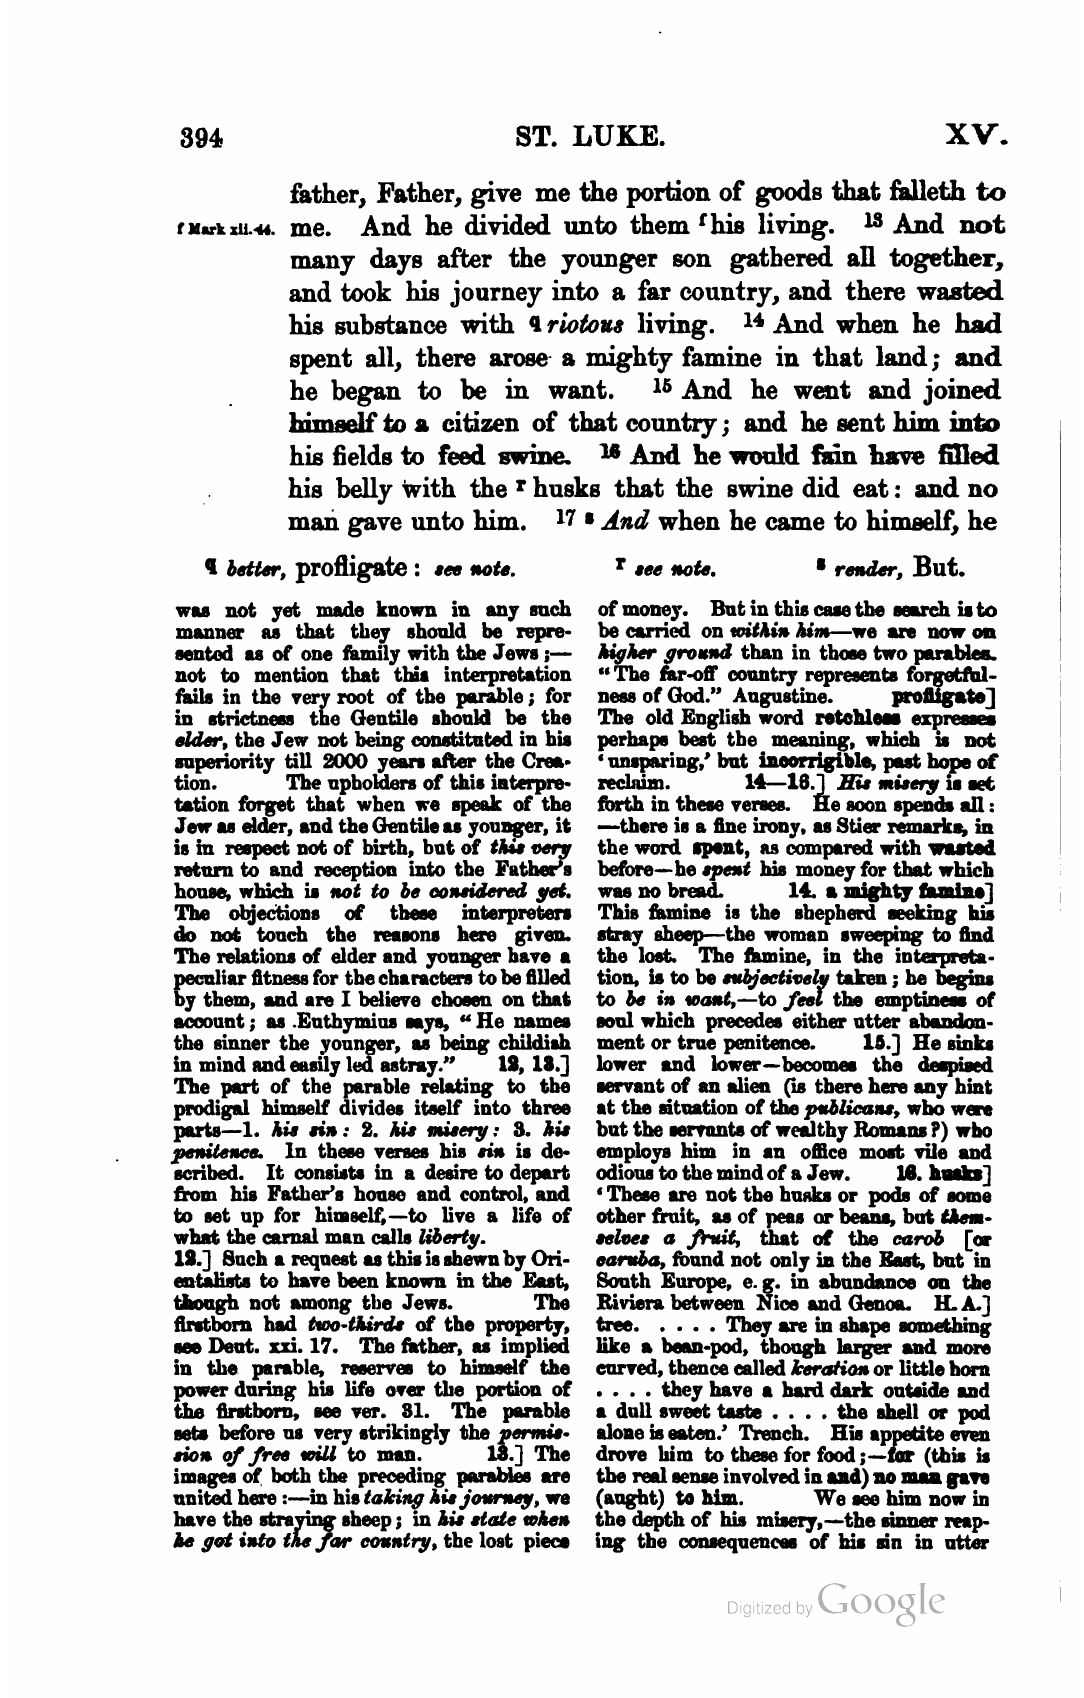 394 ST. LUKE. XV.
father, Father, give me the portion of goods that falleth to
f Mark xii. 44. me. And he divided unto them f his living. 13 And not
many days after the younger son gathered all together,
and took his journey into a far country, and there wasted
his substance with q riotous living. 14 And when he had
spent all, there arose a mighty famine in that land; and
he began to be in want. 15 And he went and joined
himself to a citizen of that country; and he sent him into
his fields to feed swine. 16 And he would fain have filled
his belly with the r husks that the swine did eat: and no
man gave unto him. 17 s And when he came to himself, he
q better, profligate: see note. r see note. s render, But.
was not yet made known in any such
manner as that they should be repre-
sented as of one family with the Jews;—
not to mention that this interpretation
fails in the very root of the parable; for
in strictness the Gentile should be the
elder, the Jew not being constituted in his
superiority till 2000 years after the Crea-
tion. The upholders of this interpre-
tation forget that when we speak of the
Jew as elder, and the Gentile as younger, it
is in respect not of birth, but of this very
return to and reception into the Father's
house, which is not to be considered yet.
The objections of these interpreters
do not touch the reasons here given.
The relations of elder and younger have a
peculiar fitness for the characters to be filled
by them, and are I believe chosen on that
account; as Euthymius says, "He names
the sinner the younger, as being childish
in mind and easily led astray." 12, 13.]
The part of the parable relating to the
prodigal himself divides itself into three
parts—1. his sin: 2. his misery: 3. his
penitence. In these verses his sin is de-
scribed. It consists in a desire to depart
from his Father's house and control, and
to set up for himself,—to live a life of
what the carnal man calls liberty.
12.] Such a request as this is shewn by Ori-
entalists to have been known in the East,
though not among the Jews. The
firstborn had two-thirds of the property,
see Deut. xxi. 17. The father, as implied
in the parable, reserves to himself the
power during his life over the portion of
the firstborn, see ver. 31. The parable
sets before us very strikingly the permis-
sion of free will to man. 13.] The
images of both the preceding parables are
united here:—in his taking his journey, we
have the straying sheep; in his state when
he got into the far country, the lost piece
of money. But in this case the search is to
be carried on within him—we are now on
higher ground than in those two parables.
"The far-off country represents forgetful-
ness of God." Augustine. profligate]
The old English word retchless expresses
perhaps best the meaning, which is not
'unsparing,' but incorrigible, past hope of
reclaim. 14—16.] His misery is set
forth in these verses. He soon spends all:
—there is a fine irony, as Stier remarks, in
the word spent, as compared with wasted
before—he spent his money for that which
was no bread. 14. a mighty famine]
This famine is the shepherd seeking his
stray sheep—the woman sweeping to find
the lost. The famine, in the interpreta-
tion, is to be subjectively taken; he begins
to be in want,—to feel the emptiness of
soul which precedes either utter abandon-
ment or true penitence. 15.] He sinks
lower and lower—becomes the despised
servant of an alien (is there here any hint
at the situation of the publicans, who were
but the servants of wealthy Romans?) who
employs him in an office most vile and
odious to the mind of a Jew. 16. husks]
'These are not the husks or pods of some
other fruit, as of peas or beans, but them-
selves a fruit, that of the carob [or
caruba, found not only in the East, but in
South Europe, e. g. in abundance on the
Riviera between Nice and Genoa. H. A.]
tree. . . . . . They are in shape something
like a bean-pod, though larger and more
curved, thence called keration or little horn
. . . . they have a hard dark outside and
a dull sweet taste . . . . the shell or pod
alone is eaten.' Trench. His appetite even
drove him to these for food;—for (this is
the real sense involved in and) no man gave
(aught) to him. We see him now in
the depth of his misery,—the sinner reap-
ing the consequences of his sin in utter
Digitized by Google